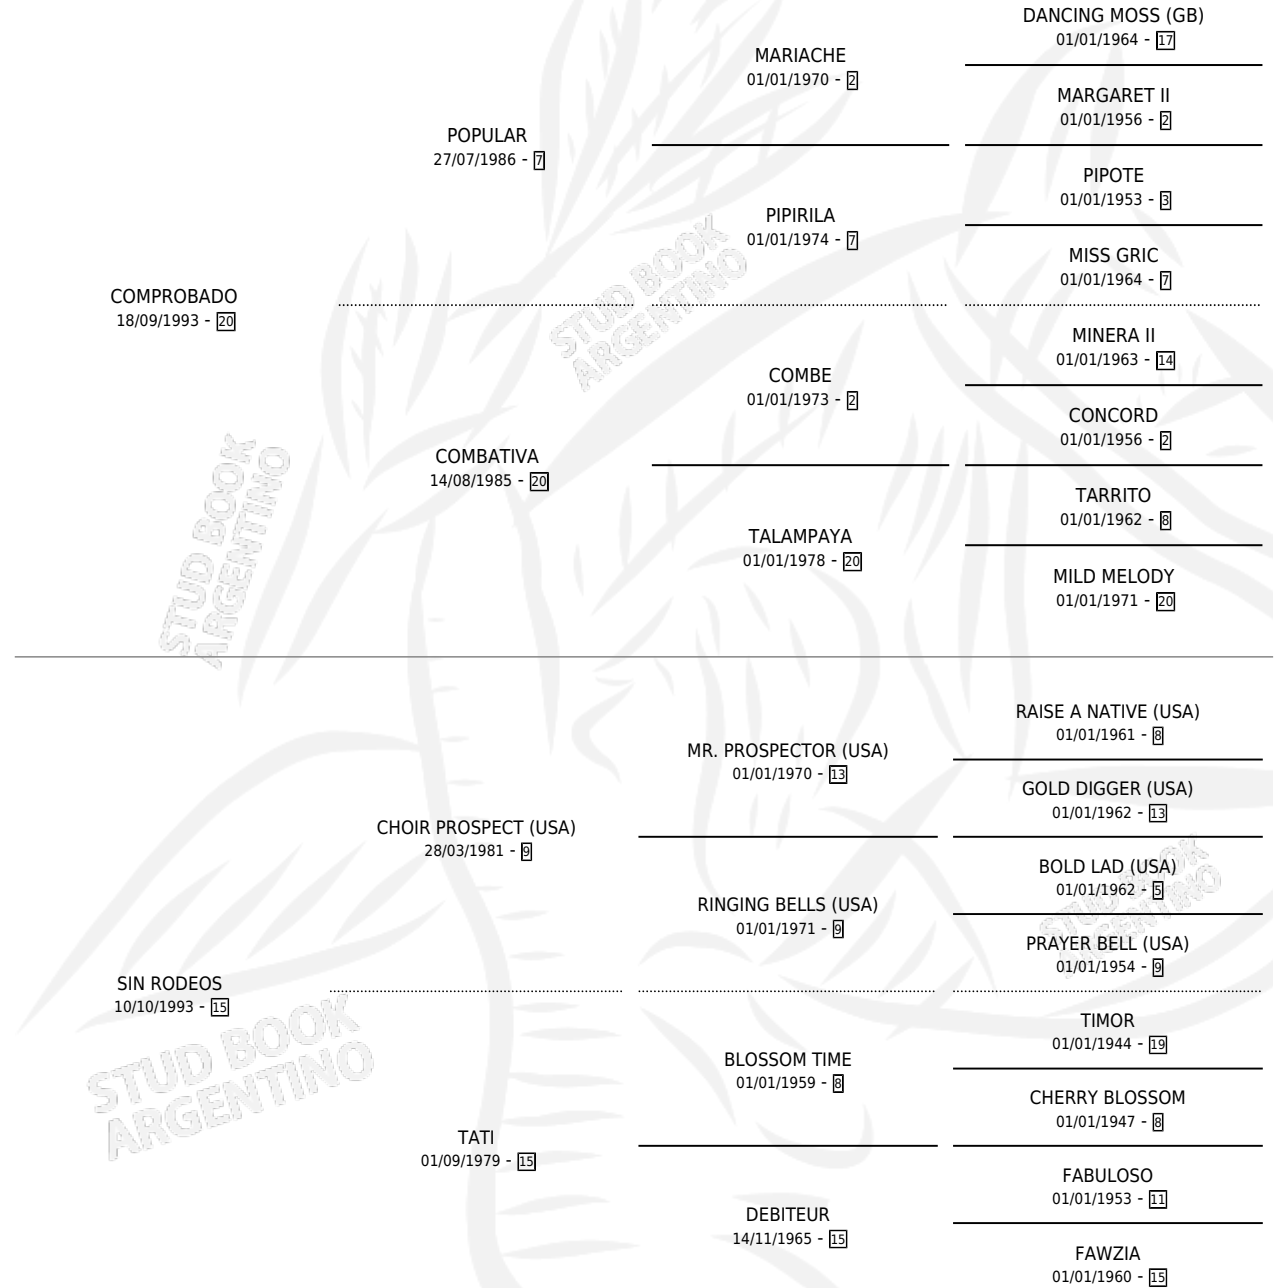 DANCING MOSS (GB)
01/01/1964 - 17
MARIACHE
01/01/1970 - 2
MARGARET II
01/01/1956 - 2
POPULAR
27/07/1986 - 7
PIPOTE
01/01/1953 - 3
PIPIRILA
01/01/1974 - 7
MISS GRIC
01/01/1964 - 7
COMPROBADO
18/09/1993 - 20
STUD BOOK
ARGENTINO
MINERA II
01/01/1963 - 14
COMBE
01/01/1973 - 2
CONCORD
01/01/1956 - 2
COMBATIVA
14/08/1985 - 20
TARRITO
01/01/1962 - 8
TALAMPAYA
01/01/1978 - 20
MILD MELODY
01/01/1971 - 20
STUD BOOK
ARGENTINO
RAISE A NATIVE (USA)
01/01/1961 - 8
MR. PROSPECTOR (USA)
01/01/1970 - 13
GOLD DIGGER (USA)
01/01/1962 - 13
CHOIR PROSPECT (USA)
28/03/1981 - 9
BOLD LAD (USA)
01/01/1962 - 5
RINGING BELLS (USA)
01/01/1971 - 9
STUD BOOK
ARGENTINO
PRAYER BELL (USA)
01/01/1954 - 9
SIN RODEOS
10/10/1993 - 15
TIMOR
01/01/1944 - 19
STUD BOOK
ARGENTINO
BLOSSOM TIME
01/01/1959 - 8
CHERRY BLOSSOM
01/01/1947 - 8
TATI
01/09/1979 - 15
FABULOSO
01/01/1953 - 11
DEBITEUR
14/11/1965 - 15
FAWZIA
01/01/1960 - 15